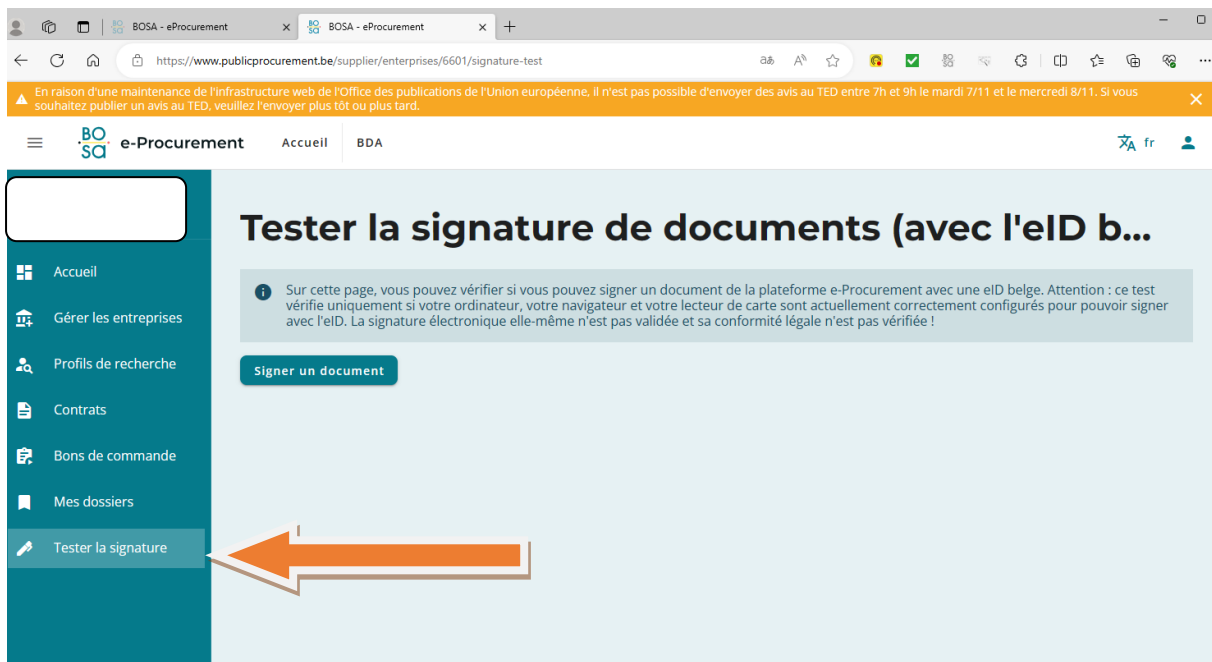 BOSA - eProcurement
BOSA - eProcurement
https://www.publicprocurement.be/supplier/enterprises/6601/signature-test
En raison d'une maintenance de l'infrastructure web de l'Office des publications de l'Union européenne, il n'est pas possible d'envoyer des avis au TED entre 7h et 9h le mardi 7/11 et le mercredi 8/11. Si vous
souhaitez publier un avis au TED, veuillez l'envoyer plus tôt ou plus tard.
BO
SA
e-Procurement
Accueil
BDA
fr
Tester la signature de documents (avec l'eID b...
Sur cette page, vous pouvez vérifier si vous pouvez signer un document de la plateforme e-Procurement avec une eID belge. Attention : ce test
vérifie uniquement si votre ordinateur, votre navigateur et votre lecteur de carte sont actuellement correctement configurés pour pouvoir signer
avec l'eID. La signature électronique elle-même n'est pas validée et sa conformité légale n'est pas vérifiée !
Signer un document
Accueil
Gérer les entreprises
Profils de recherche
Contrats
Bons de commande
Mes dossiers
Tester la signature